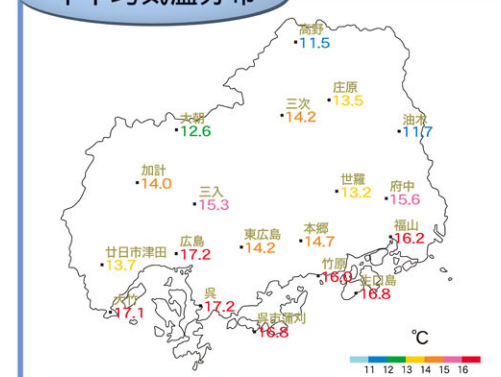 高野
11.5
庄原
13.5
三次
14.2
油木
11.7
大朝
12.6
加計
14.0
三入
15.3
世羅
13.2
府中
15.6
福山
16.2
本郷
14.7
東広島
14.2
広島
17.2
廿日市津田
13.7
竹原
16.0
生口島
16.8
呉
17.2
大竹
17.1
呉市蒲刈
16.8
℃
11 12 13 14 15 16